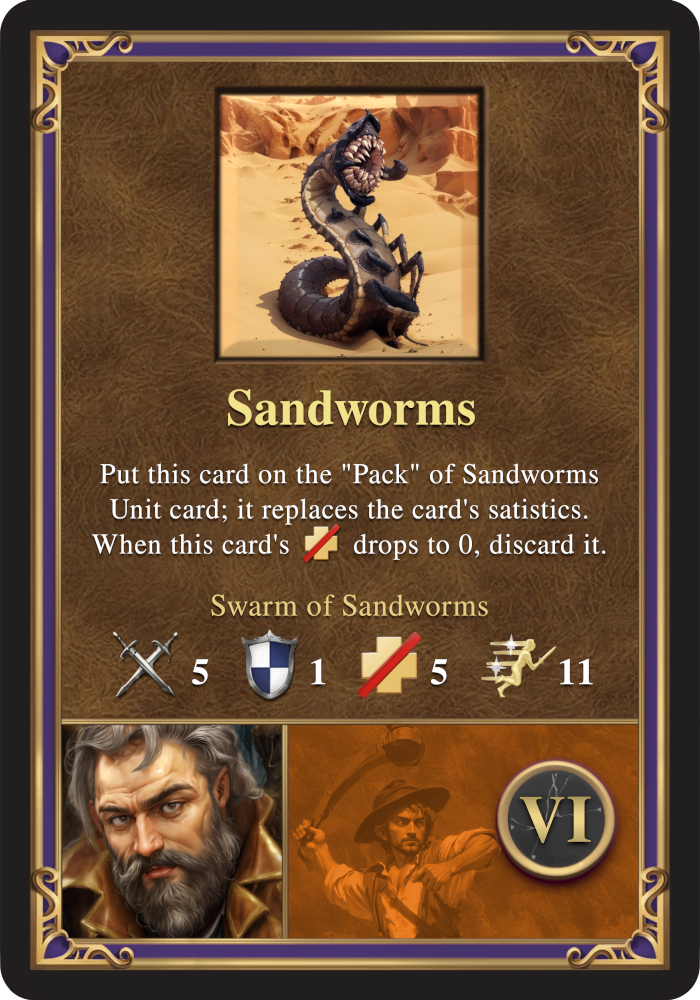 Sandworms
Put this card on the "Pack" of Sandworms
Unit card; it replaces the card's satistics.
When this card's drops to 0, discard it.
Swarm of Sandworms
5 1 5 11
VI